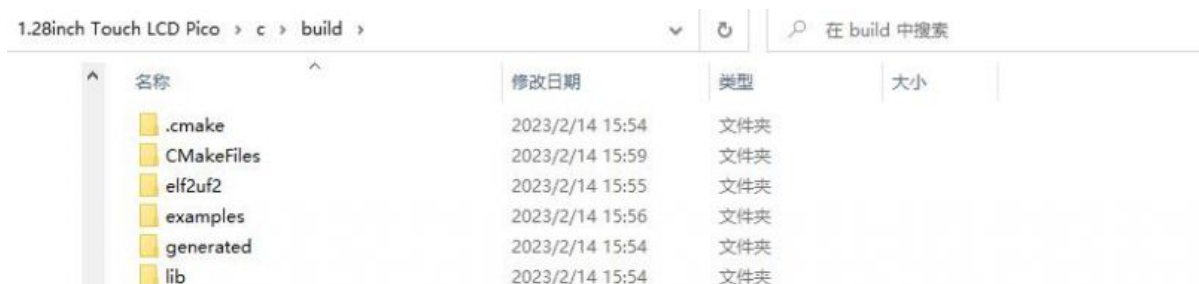 1.28inch Touch LCD Pico > c > build >
在 build 中搜索
名称 修改日期 类型 大小
.cmake 2023/2/14 15:54 文件夹
CMakeFiles 2023/2/14 15:59 文件夹
elf2uf2 2023/2/14 15:55 文件夹
examples 2023/2/14 15:56 文件夹
generated 2023/2/14 15:54 文件夹
lib 2023/2/14 15:54 文件夹